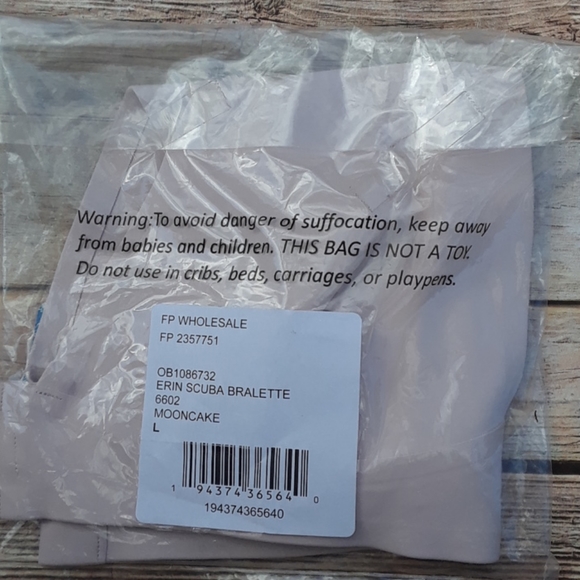 Warning:To avoid danger of suffocation, keep away
from babies and children. THIS BAG IS NOT A TOY.
Do not use in cribs, beds, carriages, or playpens.
FP WHOLESALE
FP 2357751
OB1086732
ERIN SCUBA BRALETTE
6602
MOONCAKE
L
1 94374 36564 0
194374365640